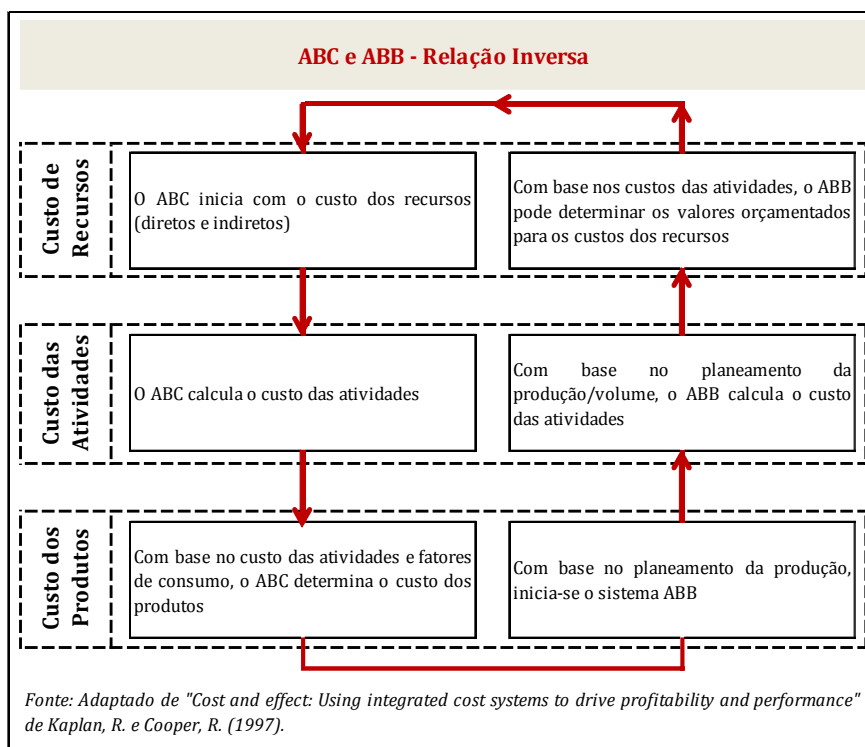 ABC e ABB - Relação Inversa
Custo de
Recursos
O ABC inicia com o custo dos recursos
(diretos e indiretos)
Com base nos custos das atividades, o ABB
pode determinar os valores orçamentados
para os custos dos recursos
Custo das
Atividades
O ABC calcula o custo das atividades
Com base no planeamento da
produção/volume, o ABB calcula o custo
das atividades
Custo dos
Produtos
Com base no custo das atividades e fatores
de consumo, o ABC determina o custo dos
produtos
Com base no planeamento da produção,
inicia-se o sistema ABB
Fonte: Adaptado de "Cost and effect: Using integrated cost systems to drive profitability and performance"
de Kaplan, R. e Cooper, R. (1997).